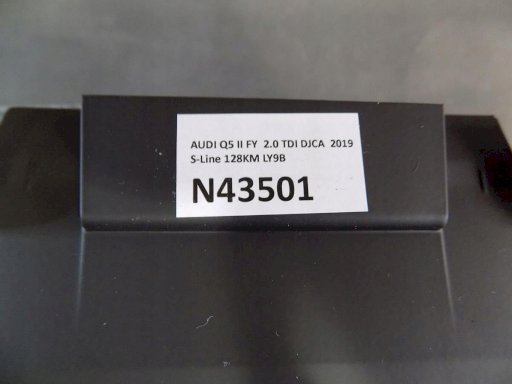 AUDI Q5 II FY 2.0 TDI DJCA 2019
S-Line 128KM LY9B
N43501